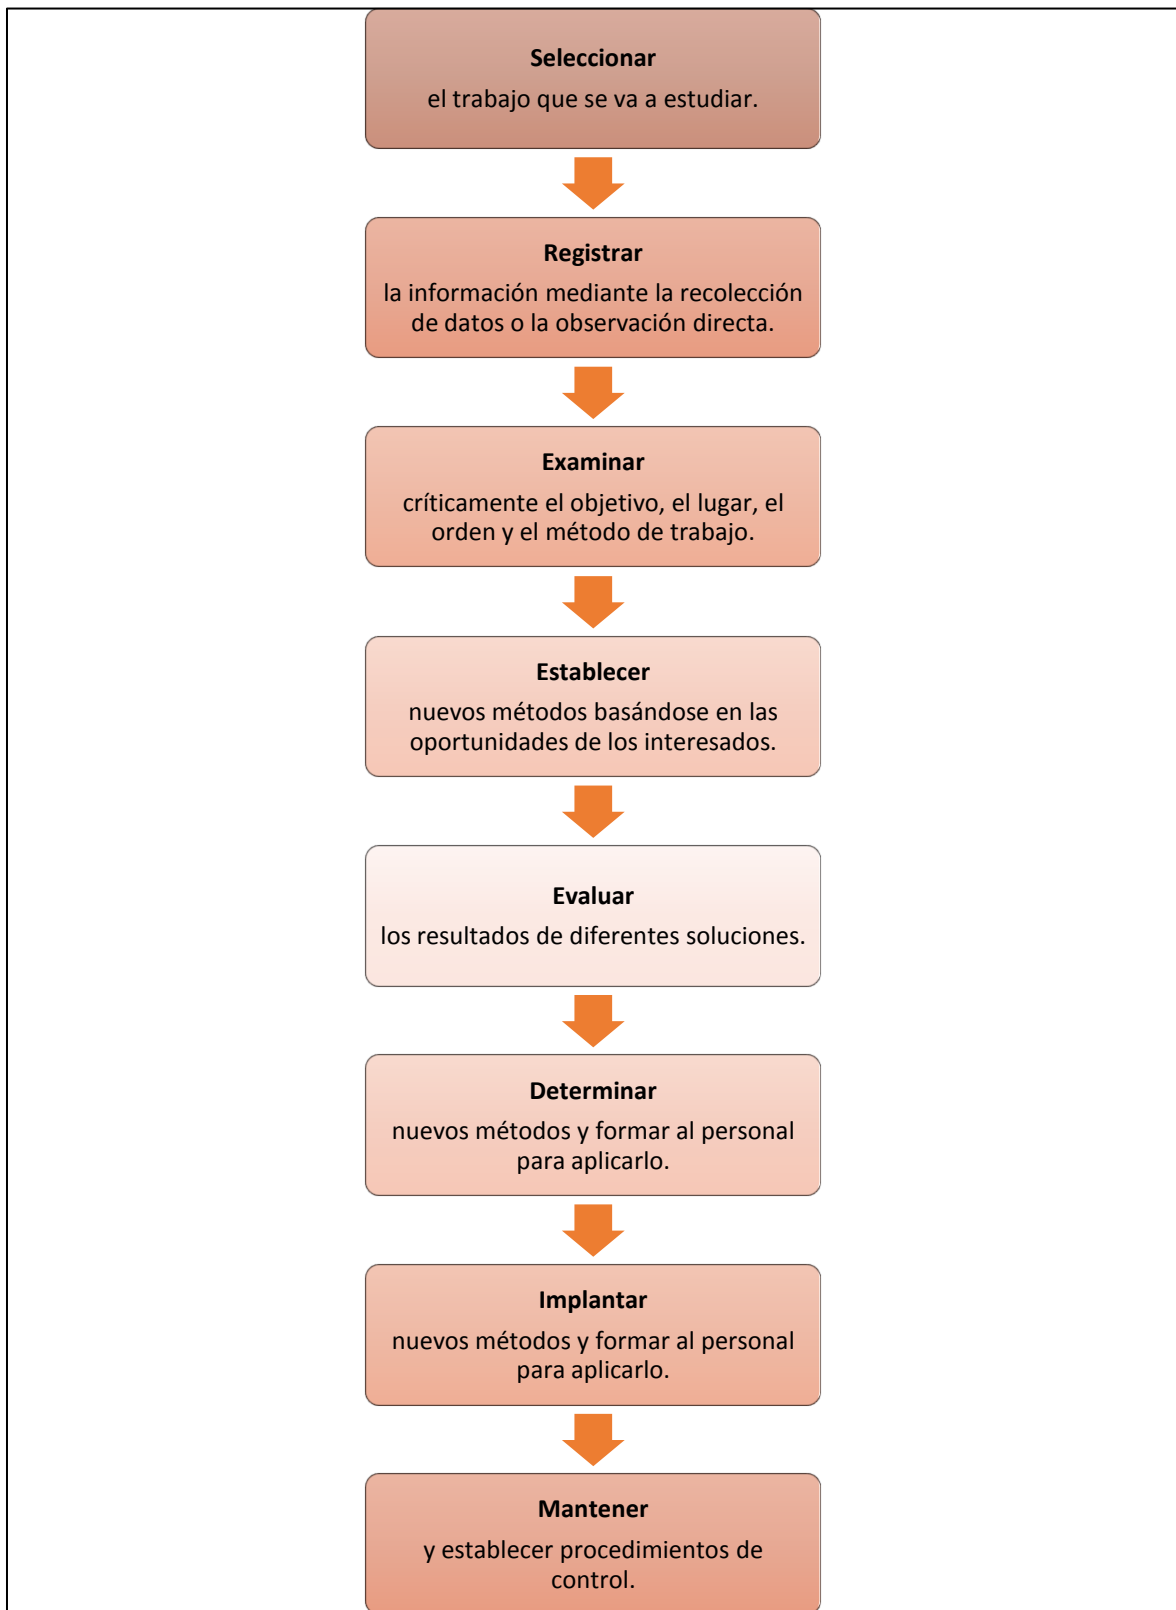 Seleccionar
el trabajo que se va a estudiar.
Registrar
la información mediante la recolección
de datos o la observación directa.
Examinar
críticamente el objetivo, el lugar, el
orden y el método de trabajo.
Establecer
nuevos métodos basándose en las
oportunidades de los interesados.
Evaluar
los resultados de diferentes soluciones.
Determinar
nuevos métodos y formar al personal
para aplicarlo.
Implantar
nuevos métodos y formar al personal
para aplicarlo.
Mantener
y establecer procedimientos de
control.